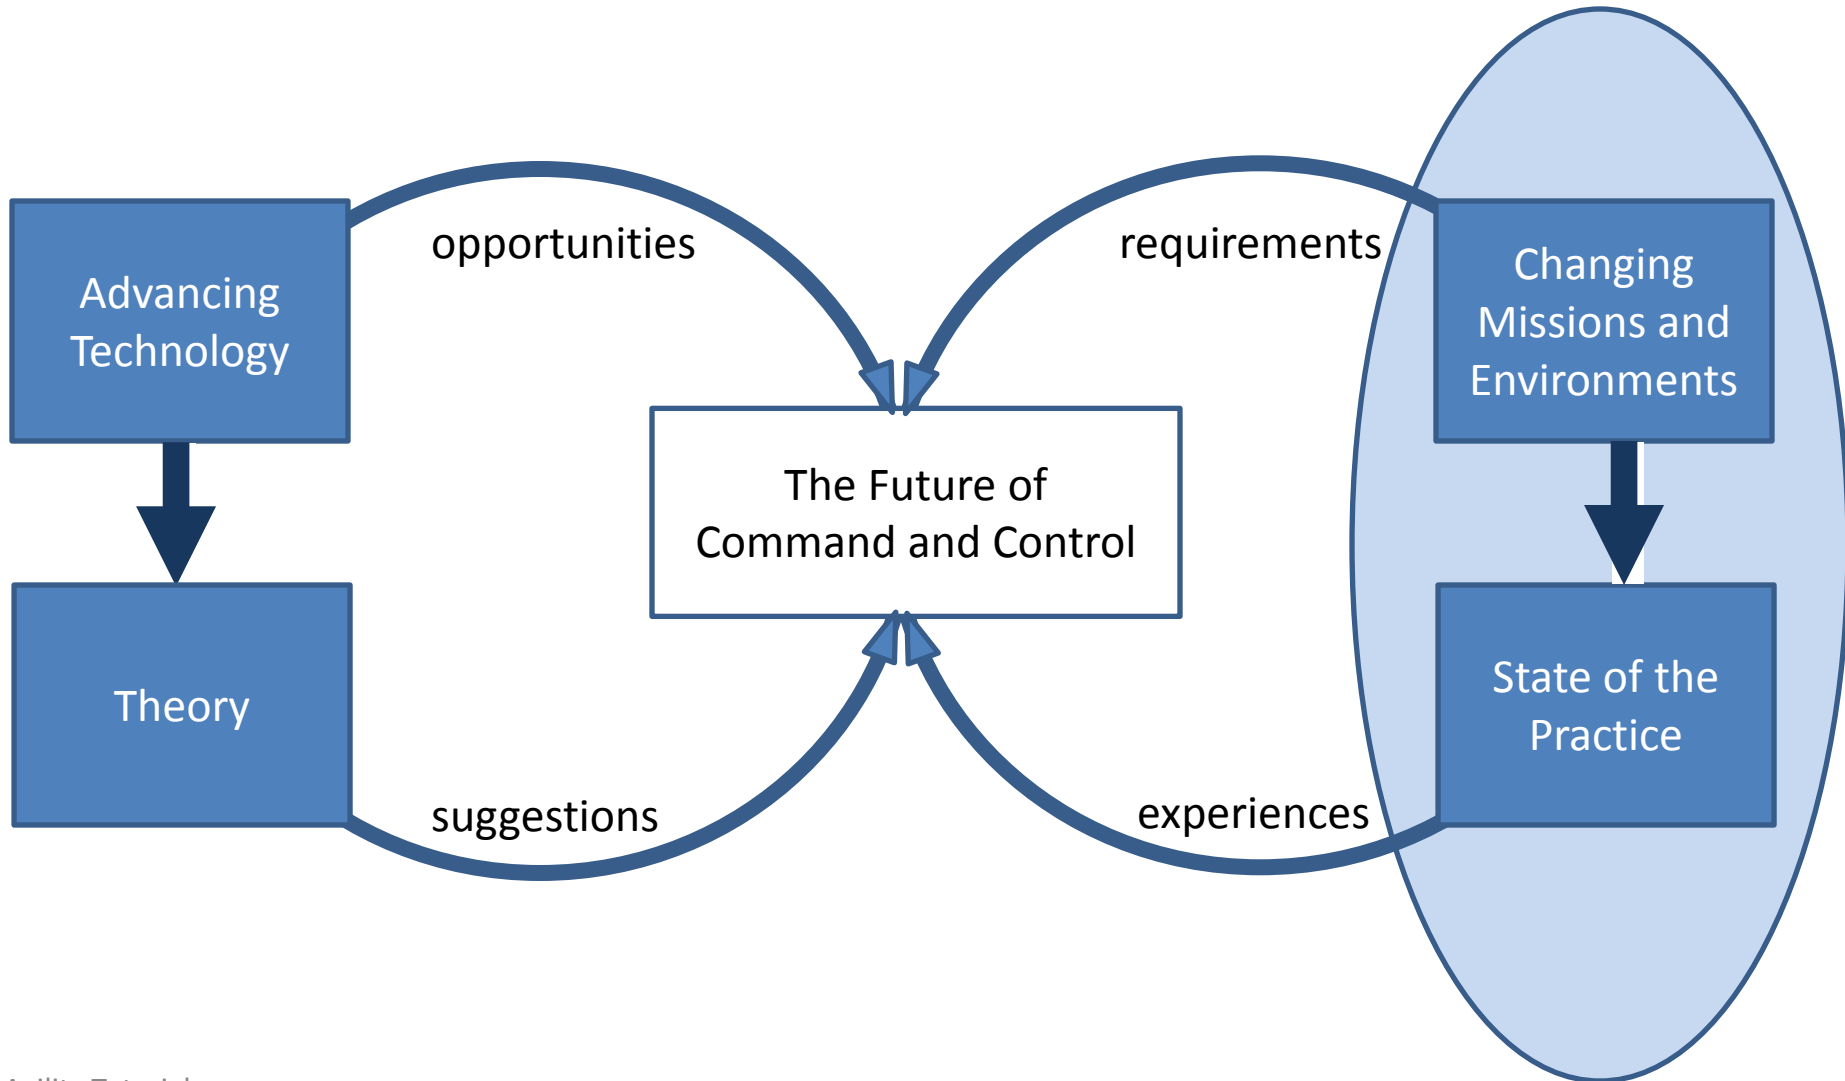 Advancing
Technology
opportunities
requirements
Changing
Missions and
Environments
The Future of
Command and Control
Theory
suggestions
experiences
State of the
Practice